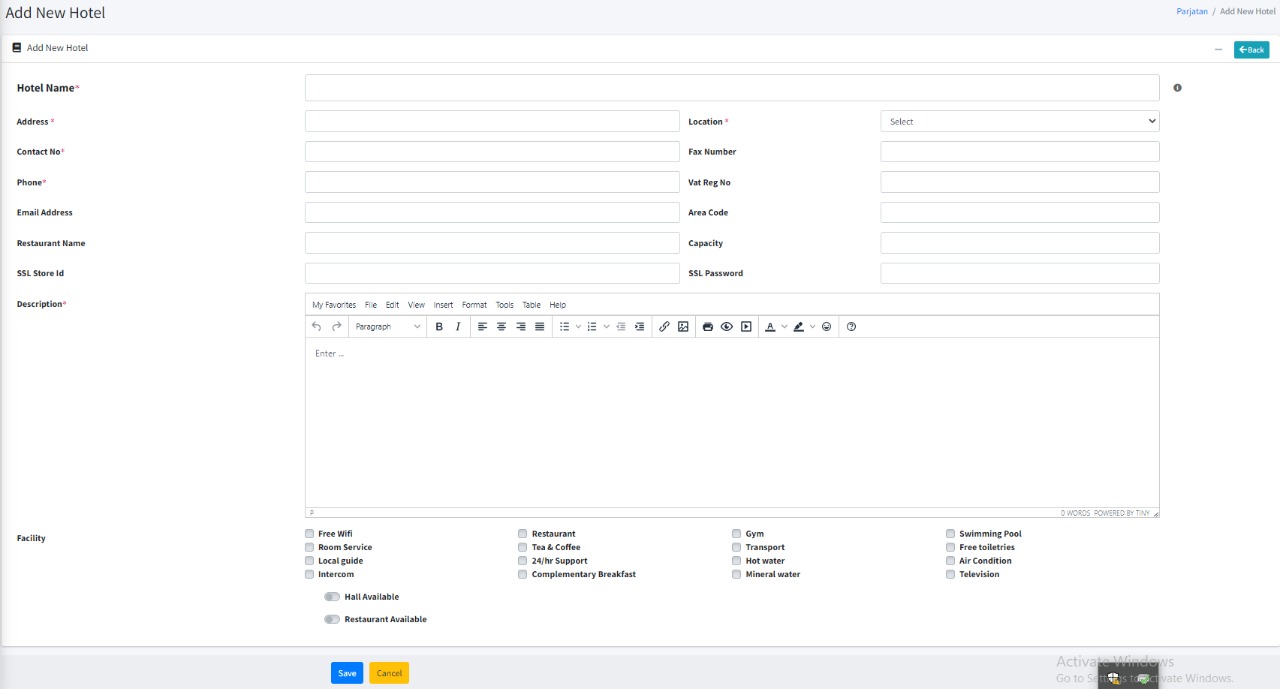 Add New Hotel
Parjatan / Add New Hotel
Add New Hotel
Back
Hotel Name*
Address *
Location *
Select
Contact No*
Fax Number
Phone*
Vat Reg No
Email Address
Area Code
Restaurant Name
Capacity
SSL Store Id
SSL Password
Description*
My Favorites File Edit View Insert Format Tools Table Help
Paragraph B I A
Enter ...
P
0 WORDS POWERED BY TINY
Facility
Free Wifi Restaurant Gym Swimming Pool
Room Service Tea & Coffee Transport Free toiletries
Local guide 24/hr Support Hot water Air Condition
Intercom Complementary Breakfast Mineral water Television
Hall Available
Restaurant Available
Save Cancel
Activate Windows
Go to Settings to activate Windows.